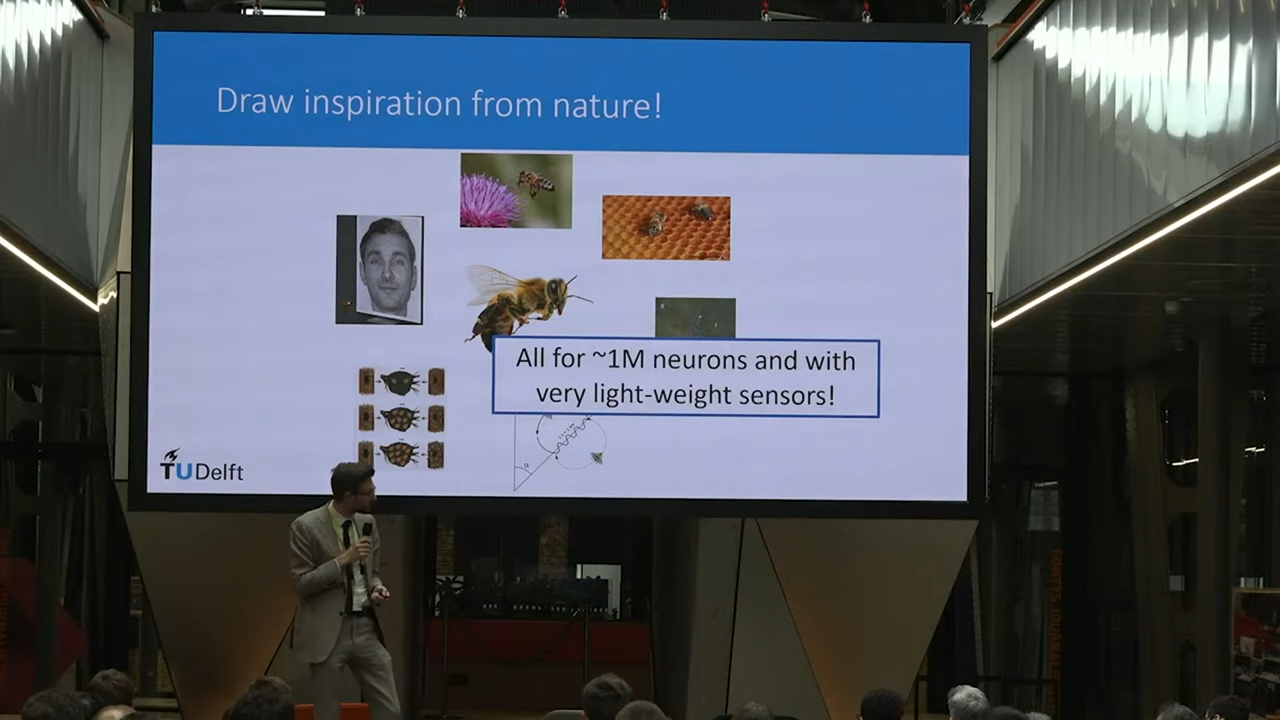 Draw inspiration from nature!
All for ~1M neurons and with
very light-weight sensors!
TUDelft